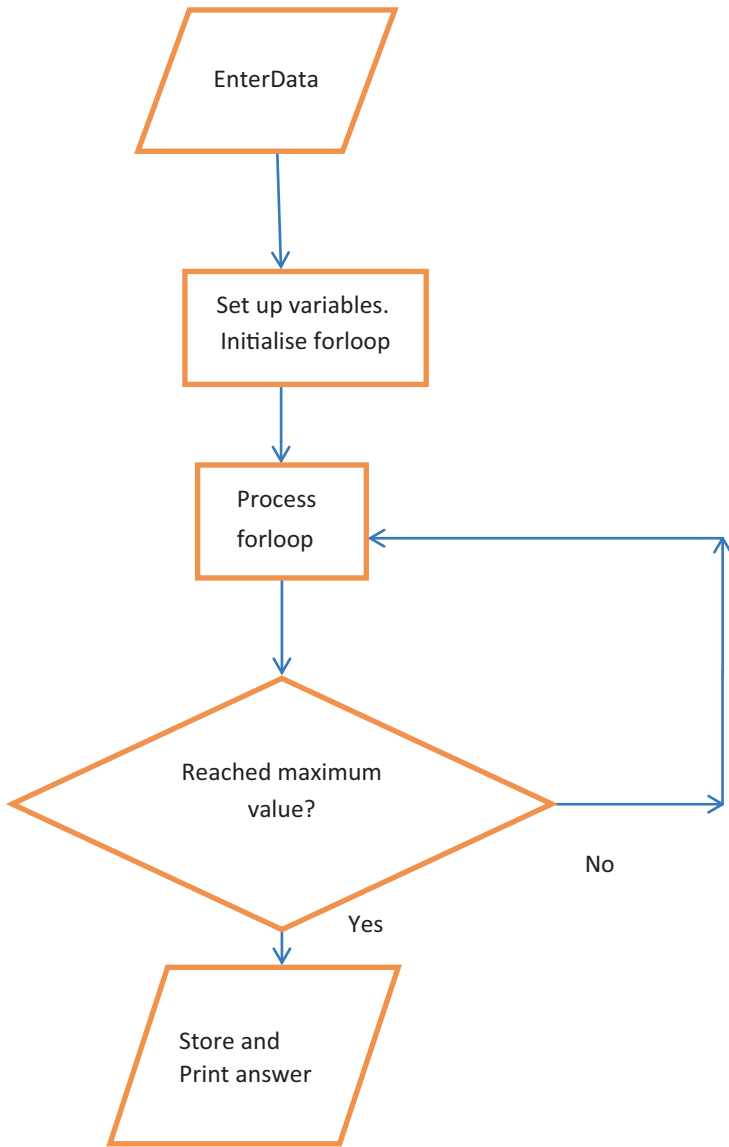 EnterData
Set up variables.
Initialise forloop
Process
forloop
Reached maximum
value?
No
Yes
Store and
Print answer